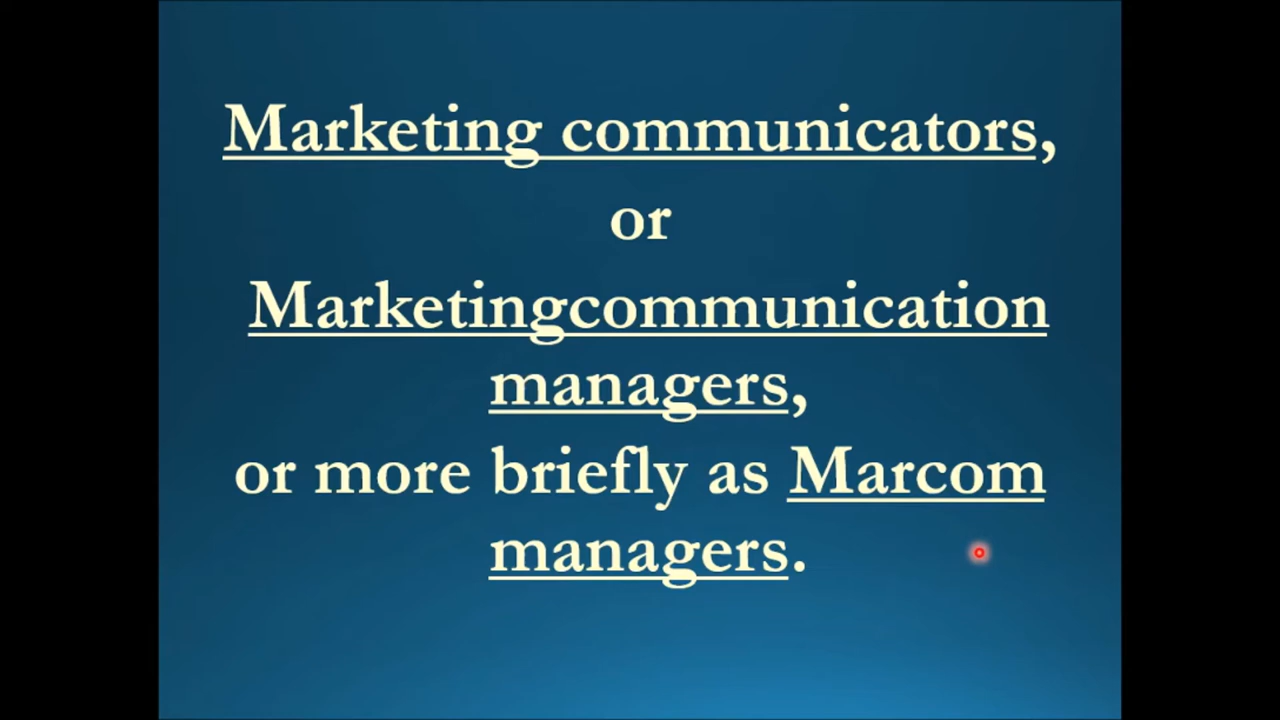 Marketing communicators,
or
Marketingcommunication
managers,
or more briefly as Marcom
managers.